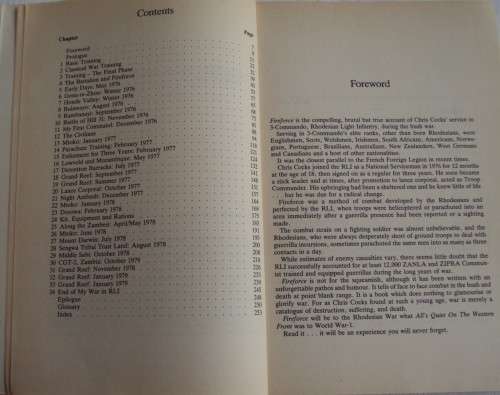 Contents
Chapter Page
Foreword 7
Prologue 9
1 Basic Training
2 Classical War Training
3 Training – The Final Phase
4 The Battalion and Fireforce
5 Early Days: May 1976
6 Gona-re-Zhou: Winter 1976
7 Honde Valley: Winter 1976
8 Bulawayo: August 1976
9 Rambanayi: September 1976
10 Battle of Hill 31: November 1976
11 My First Command: December 1976
12 The
13 Mtoko: January 1977
14 Parachute Training: February 1977
15 Enlistment for Three Years: February 1977
16 Lowveld and Mozambique: May 1977
17 Detention Barracks: July 1977
18 Grand Reef: September 1977
19 Grand Reef: Summer 1977
20 Lance Corporal: October 1977
21 Night Ambush: December 1977
22 Mtoko: January 1978
23 Dimona: February 1978
24 Kit, Equipment and Rations
25 Along the Zambezi: April/May 1978
26 Mtoko: June 1978
27 Mount Darwin: July 1978
28 Senpea Tribal Trust Land: August 1978
29 Middle Sabi: October 1978
30 CGT-2, Zambia: October 1978
31 Grand Reef: November 1978
32 Grand Reef: January 1979
33 Grand Reef: January 1979
34 End of My War in RLI
Epilogue 248
Glossary 250
Index 253
Foreword
Fireforce is the compelling, brutal but true account of Chris Cocks' service in
3-Commando, Rhodesian Light Infantry, during the bush war.
Serving in 3-Commando's elite ranks, other than Rhodesians, were
Englishmen, Scots, Welshmen, Irishmen, South Africans, Americans, Norwe-
gians, Portuguese, Brazilians, Australians, New Zealanders, West Germans
and Canadians and a host of other nationalities.
It was the closest parallel to the French Foreign Legion in recent times.
Chris Cocks joined the RLI as a National Serviceman in 1976 for 12 months
at the age of 18, then signed on as a regular for three years. He soon became
a stick leader and at times, after promotion to lance corporal, acted as Troop
Commander. His upbringing had been a sheltered one and he knew little of life
. . . but he was due for a radical change.
Fireforce was a method of combat developed by the Rhodesians and
perfected by the RLI, when troops were helicoptered or parachuted into an
area immediately after a guerrilla presence had been reported or a sighting
made.
The combat strain on a fighting soldier was almost unbelievable, and the
Rhodesians, who were always desperately short of ground troops to deal with
guerrilla incursions, sometimes parachuted the same men into as many as three
contacts in a day.
While estimates of enemy casualties vary, there seems little doubt that the
RLI successfully accounted for at least 12,000 ZANLA and ZIPRA Commun-
ist trained and equipped guerrillas during the long years of war.
Fireforce is not for the squeamish, although it has been written with an
unforgettable pathos and humour. It tells of face to face combat in the bush and
death at point blank range. It is a book which does nothing to glamourise or
glorify war. For as Chris Cocks found at such a young age, war is merely a
catalogue of destruction, suffering, and death.
Fireforce will be to the Rhodesian War what All's Quiet On The Western
Front was to World War-1.
Read it . . . it will be an experience you will never forget.